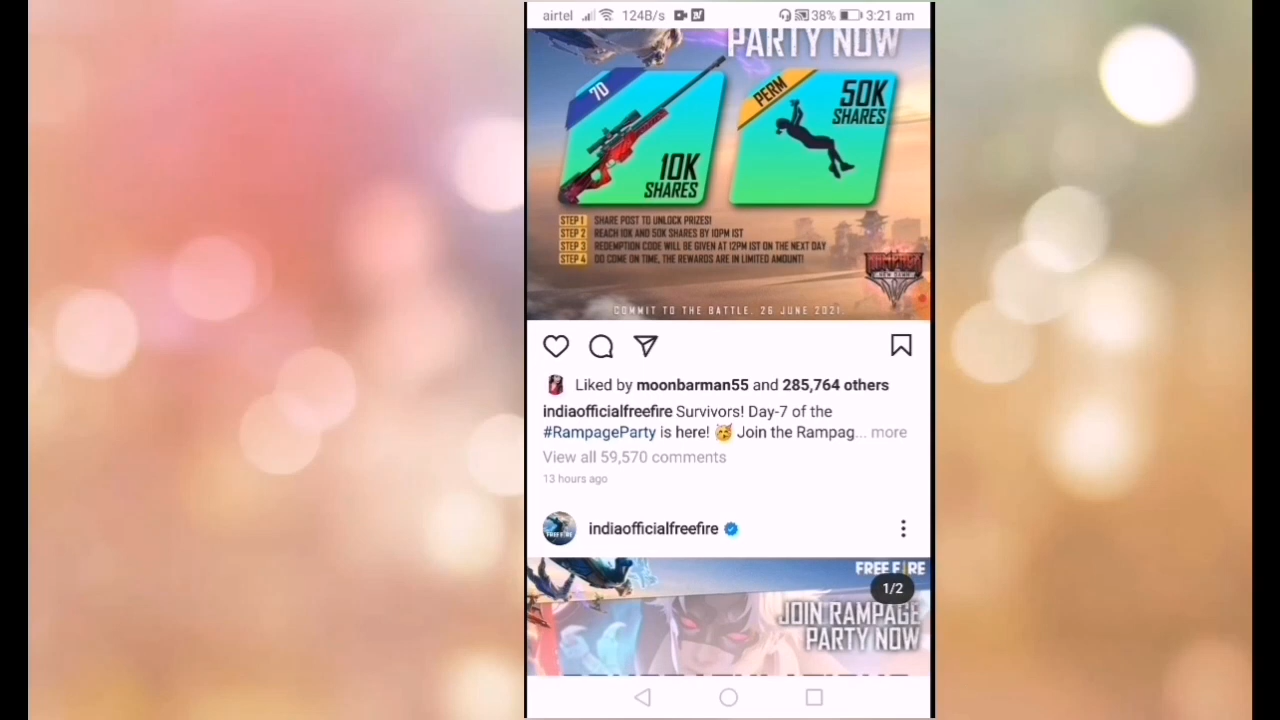 airtel 124B/s 38% 3:21 am
PARTY NOW
7D
10K
SHARES
PERM
50K
SHARES
STEP 1 SHARE POST TO UNLOCK PRIZES!
STEP 2 REACH 10K AND 50K SHARES BY 10PM IST
STEP 3 REDEMPTION CODE WILL BE GIVEN AT 12PM IST ON THE NEXT DAY
STEP 4 DO COME ON TIME, THE REWARDS ARE IN LIMITED AMOUNT!
RAMPAGE
NEW DAWN
COMMIT TO THE BATTLE. 26 JUNE 2021.
Liked by moonbarman55 and 285,764 others
indiaofficialfreefire Survivors! Day-7 of the
#RampageParty is here! 🥳 Join the Rampag... more
View all 59,570 comments
13 hours ago
indiaofficialfreefire
FREE FIRE
1/2
JOIN RAMPAGE
PARTY NOW